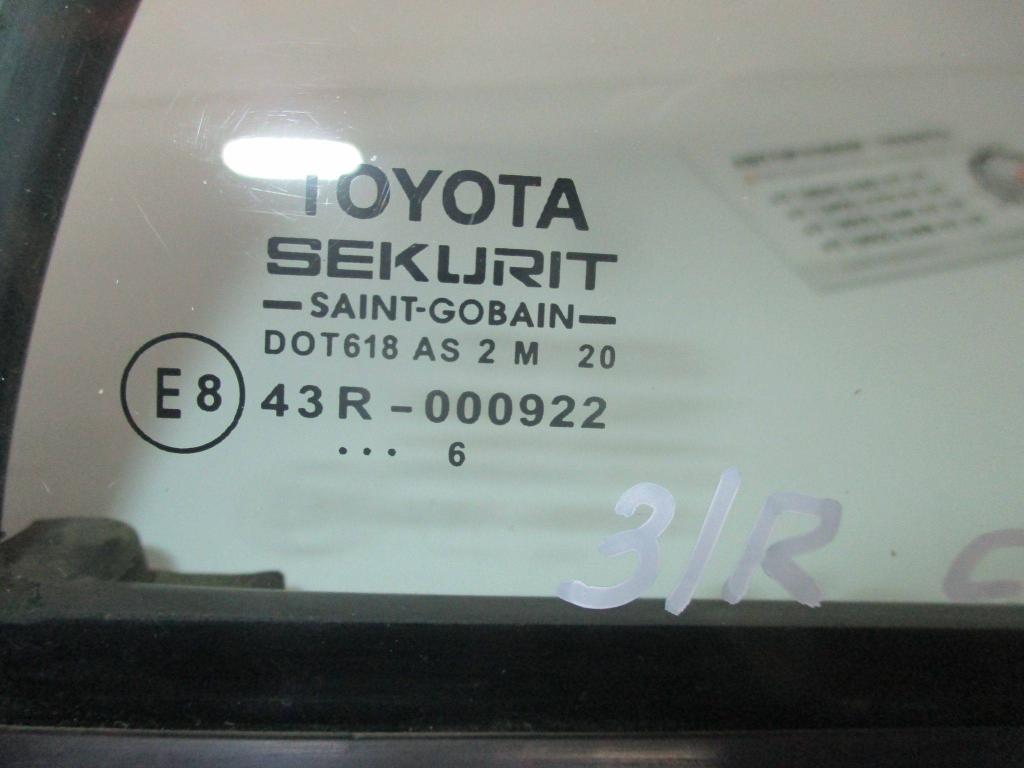 TOYOTA
SEKURIT
—SAINT-GOBAIN—
DOT618 AS 2 M 20
E8 43R-000922
... 6
3/R